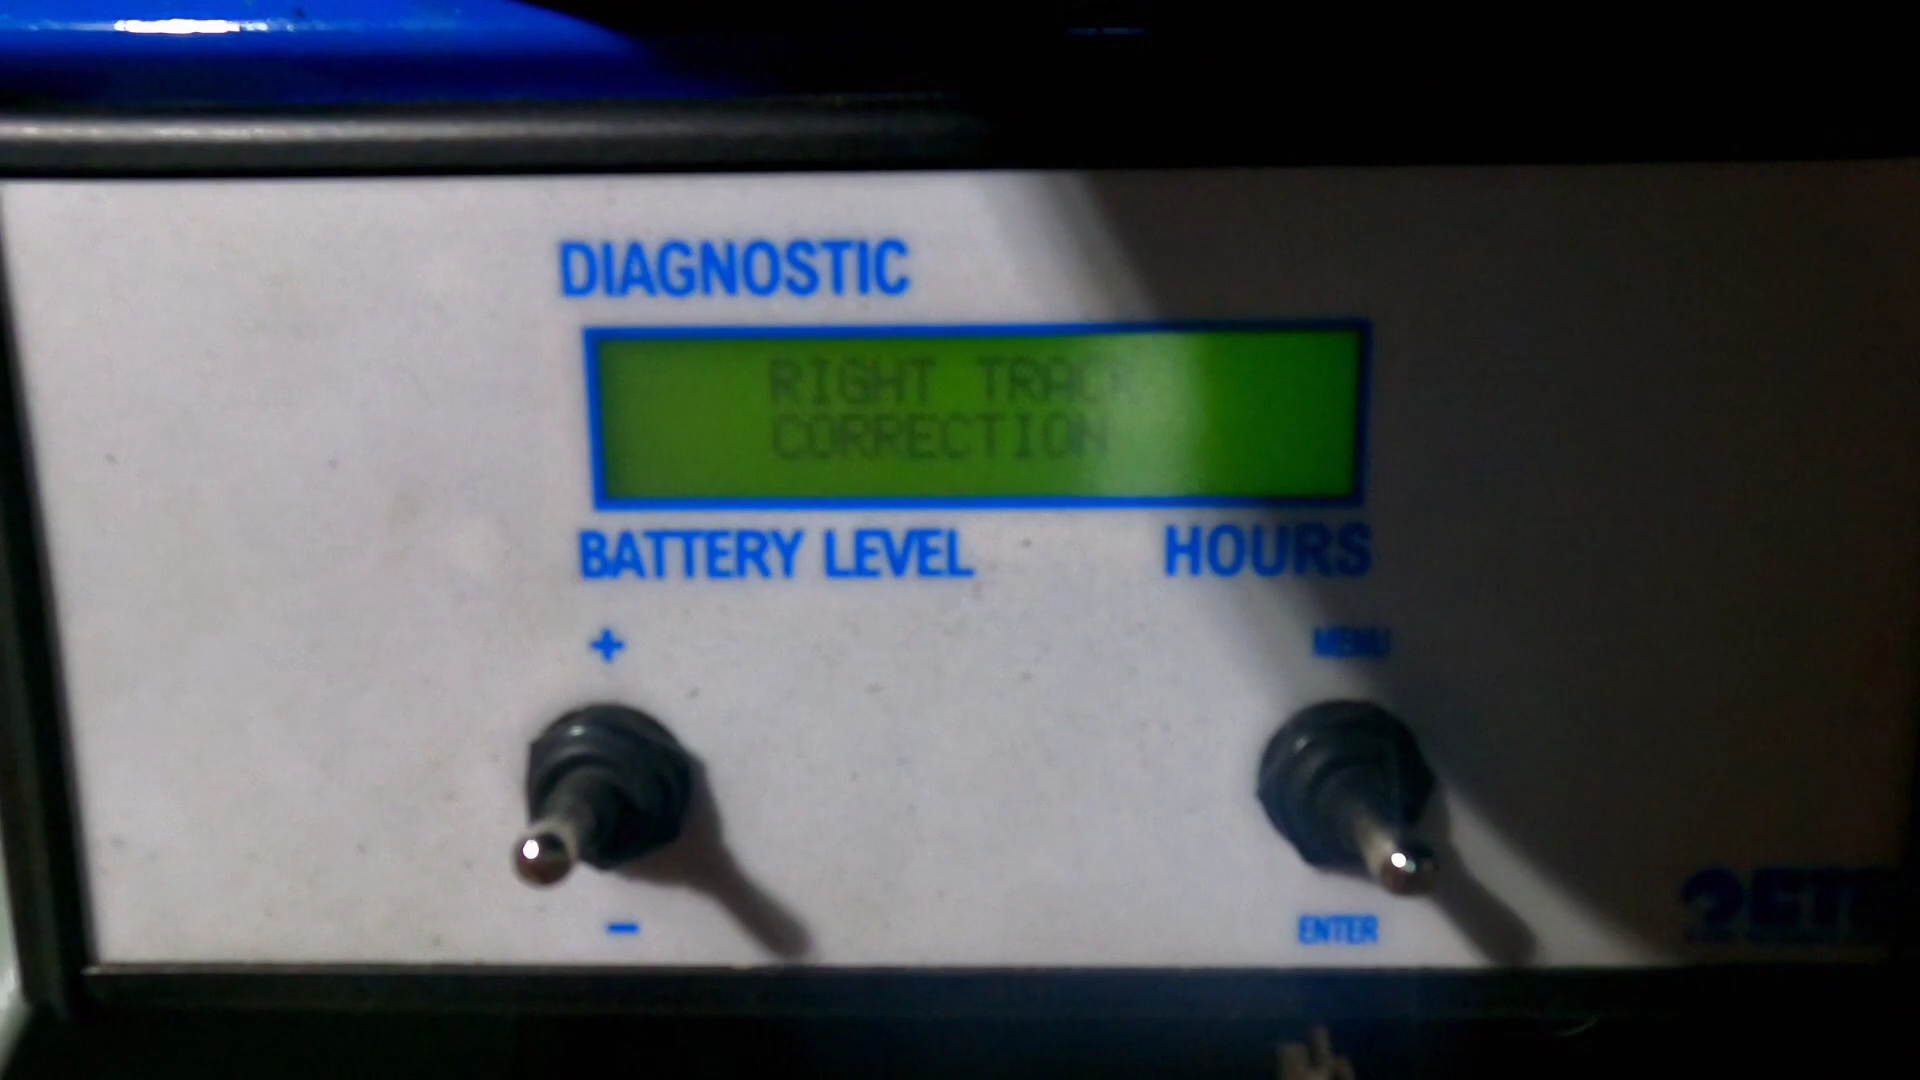 DIAGNOSTIC
RIGHT TRACK
CORRECTION
BATTERY LEVEL HOURS
+ MENU
- ENTER